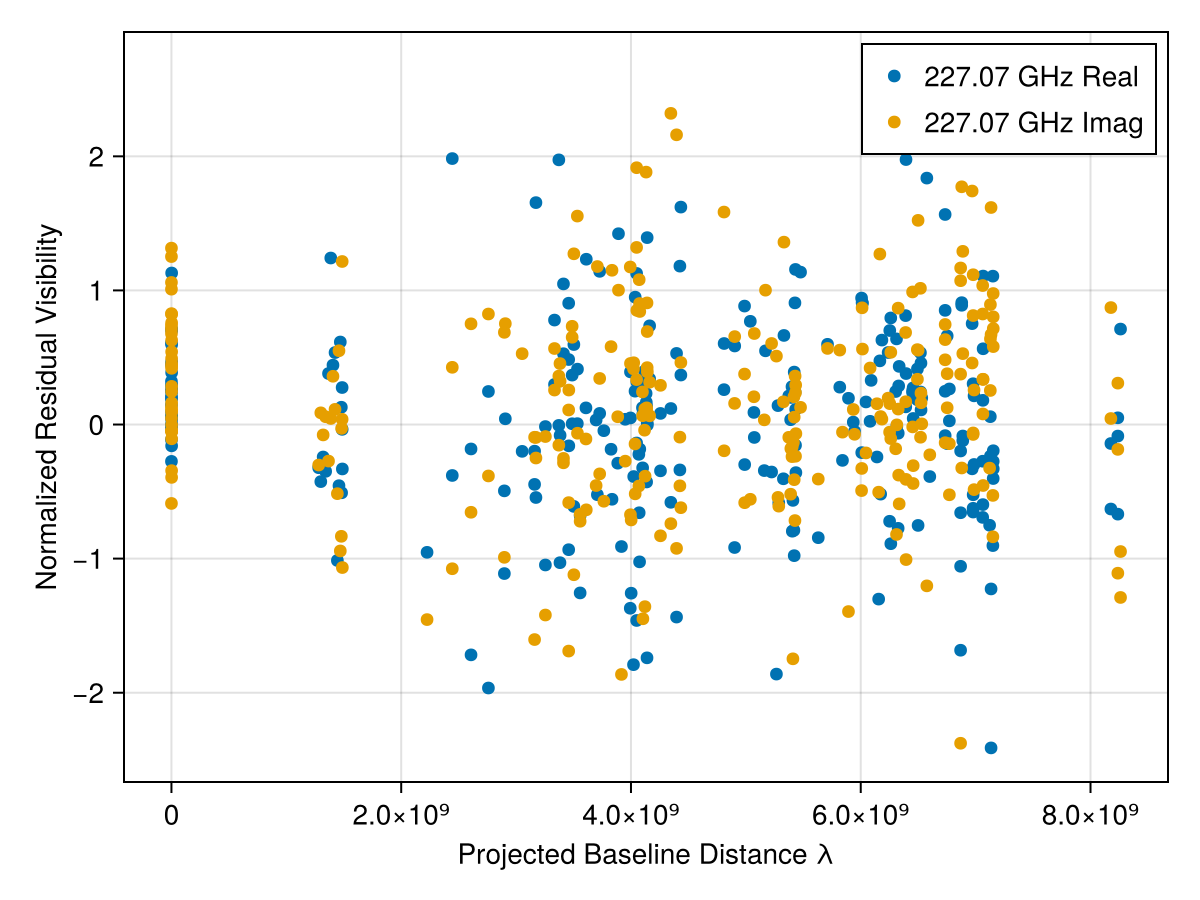 227.07 GHz Real
227.07 GHz Imag
Normalized Residual Visibility
2
1
0
−1
−2
0
2.0×10⁹
4.0×10⁹
6.0×10⁹
8.0×10⁹
Projected Baseline Distance λ